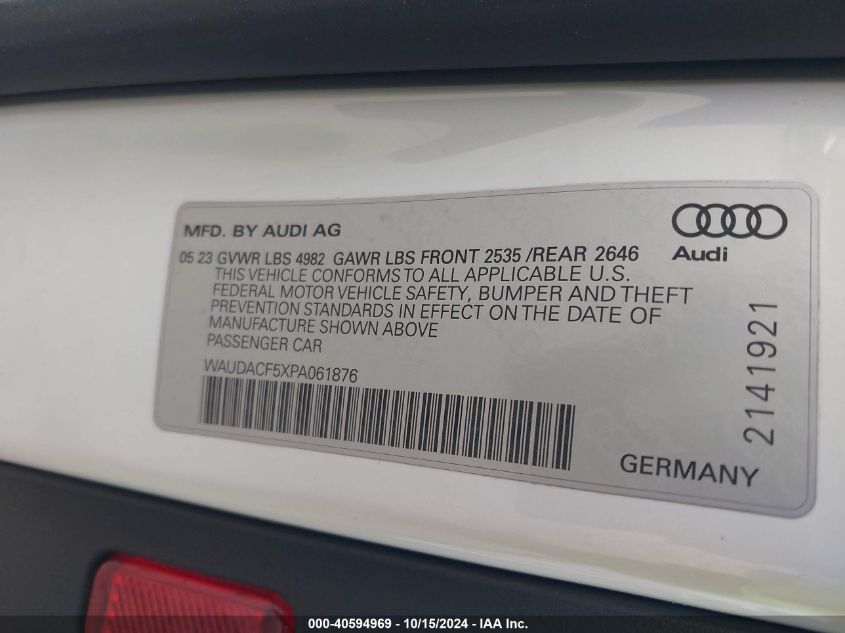 MFD. BY AUDI AG
05 23 GVWR LBS 4982 GAWR LBS FRONT 2535 /REAR 2646
THIS VEHICLE CONFORMS TO ALL APPLICABLE U.S.
FEDERAL MOTOR VEHICLE SAFETY, BUMPER AND THEFT
PREVENTION STANDARDS IN EFFECT ON THE DATE OF
MANUFACTURE SHOWN ABOVE
PASSENGER CAR
WAUDACF5XPA061876
Audi
2141921
GERMANY
000-40594969 - 10/15/2024 - IAA Inc.